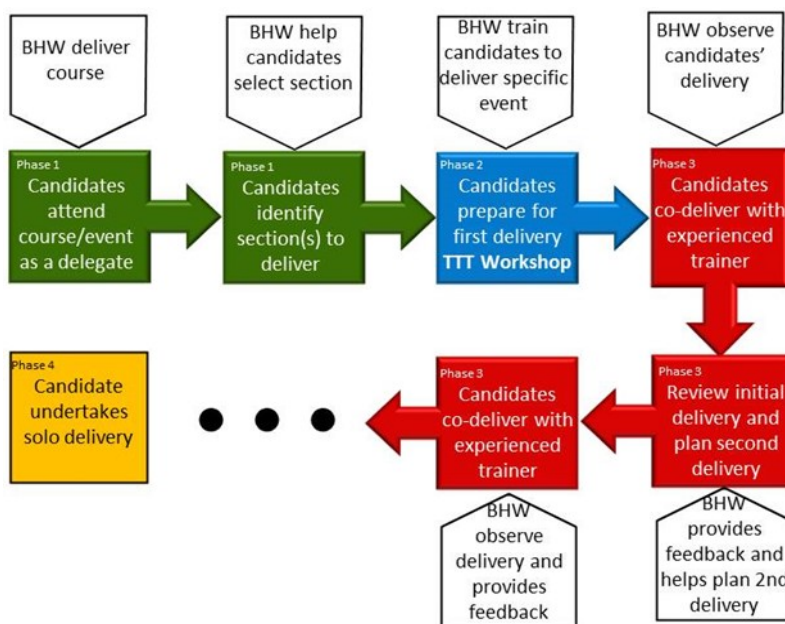 BHW deliver
course
BHW help
candidates
select section
BHW train
candidates to
deliver specific
event
BHW observe
candidates'
delivery
Phase 1
Candidates
attend
course/event
as a delegate
Phase 1
Candidates
identify
section(s) to
deliver
Phase 2
Candidates
prepare for
first delivery
TTT Workshop
Phase 3
Candidates
co-deliver with
experienced
trainer
Phase 4
Candidate
undertakes
solo delivery
Phase 3
Candidates
co-deliver with
experienced
trainer
Phase 3
Review initial
delivery and
plan second
delivery
BHW
observe
delivery and
provides
feedback
BHW
provides
feedback and
helps plan 2nd
delivery